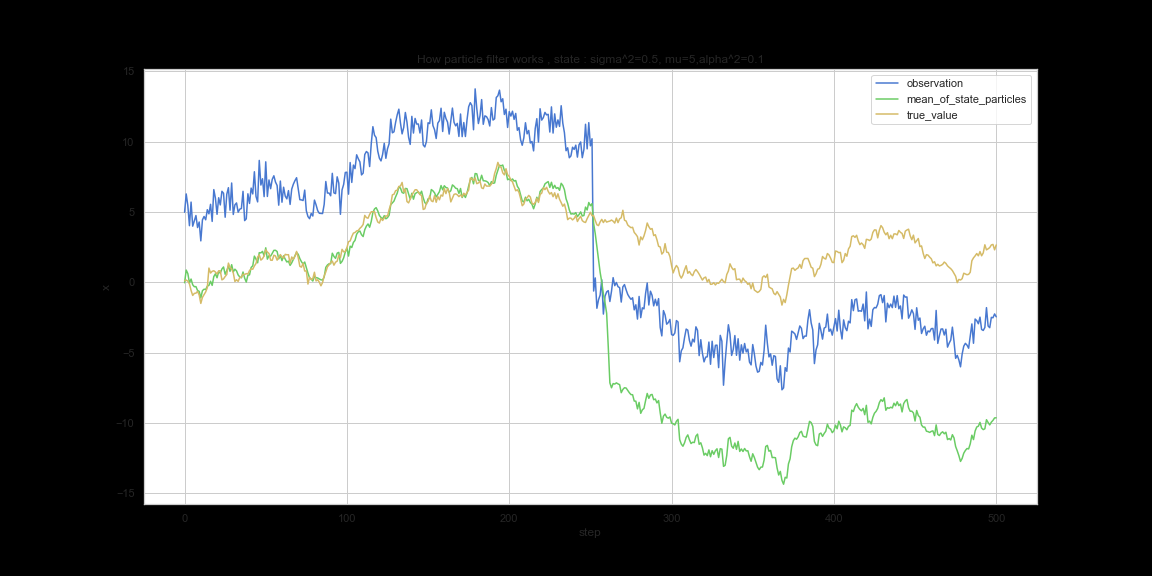 How particle filter works , state : sigma^2=0.5, mu=5,alpha^2=0.1
observation
mean_of_state_particles
true_value
15
10
5
0
−5
−10
−15
x
0 100 200 300 400 500
step